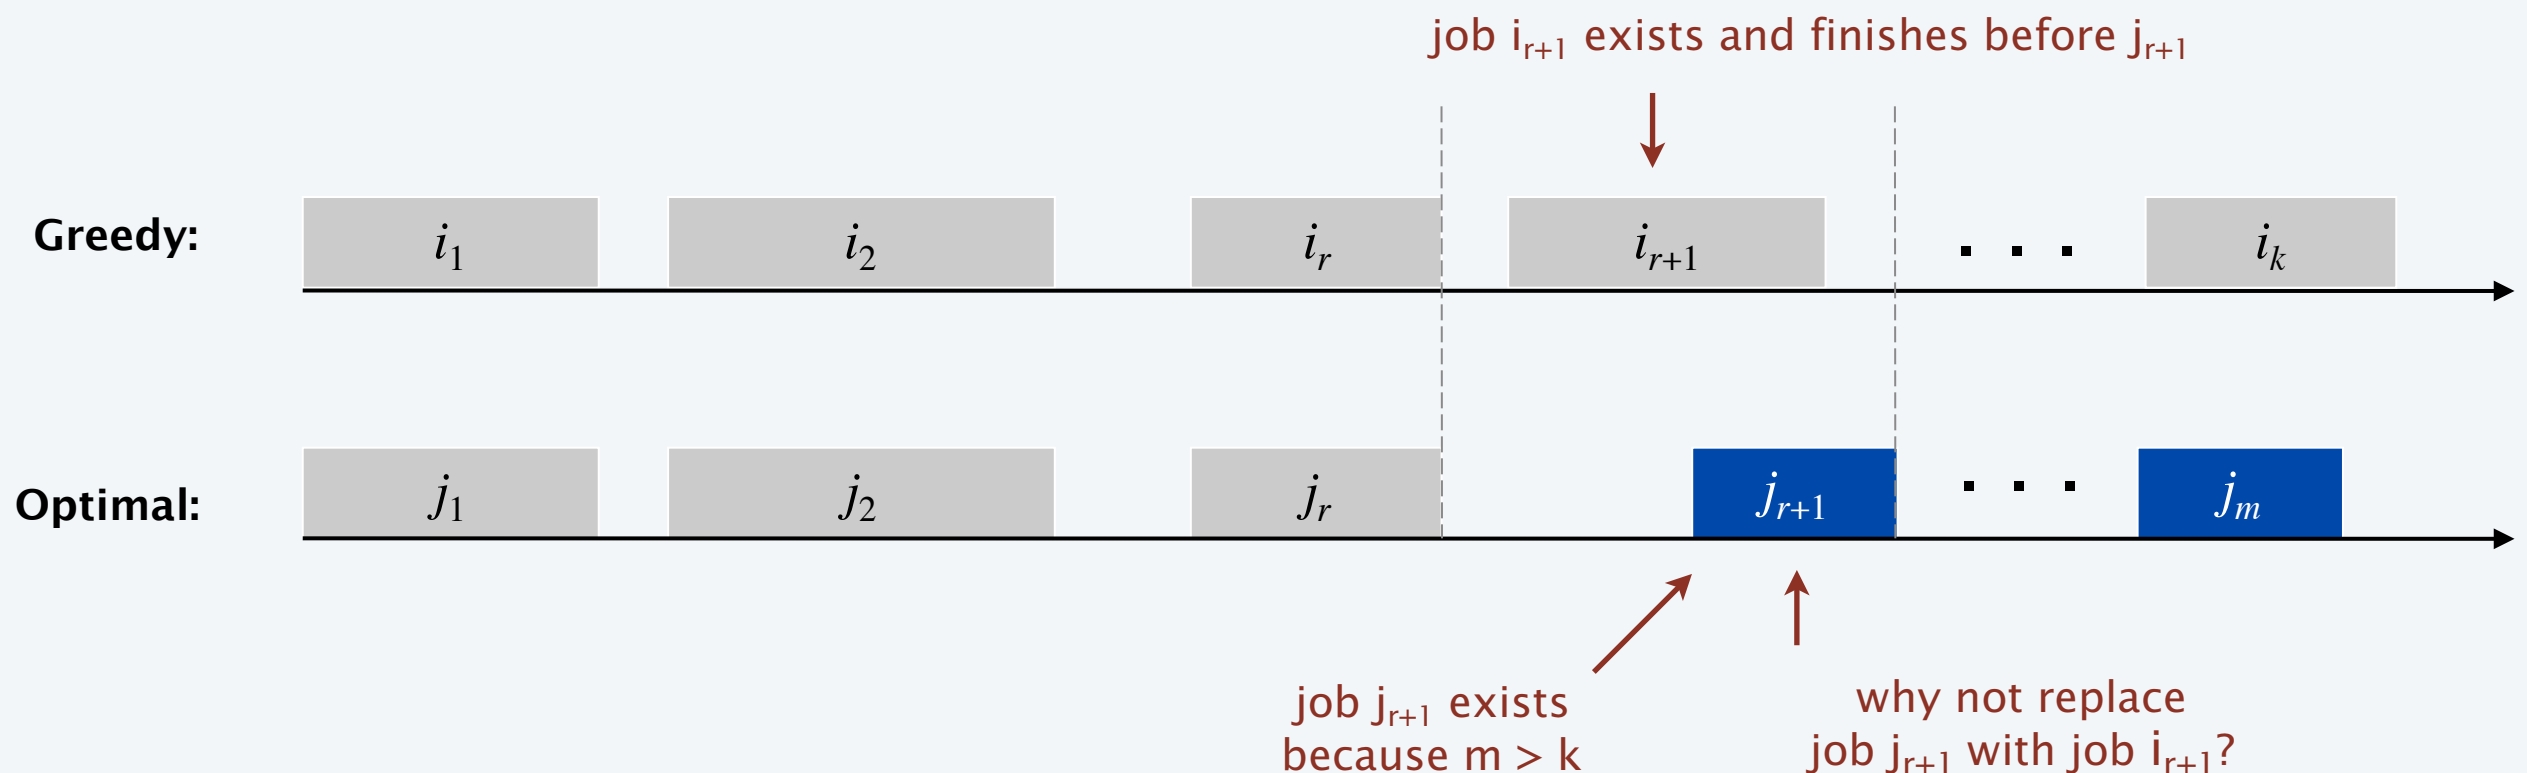 job i_{r+1} exists and finishes before j_{r+1}
Greedy: i_1 i_2 i_r i_{r+1} . . . i_k
Optimal: j_1 j_2 j_r j_{r+1} . . . j_m
job j_{r+1} exists
because m > k
why not replace
job j_{r+1} with job i_{r+1}?